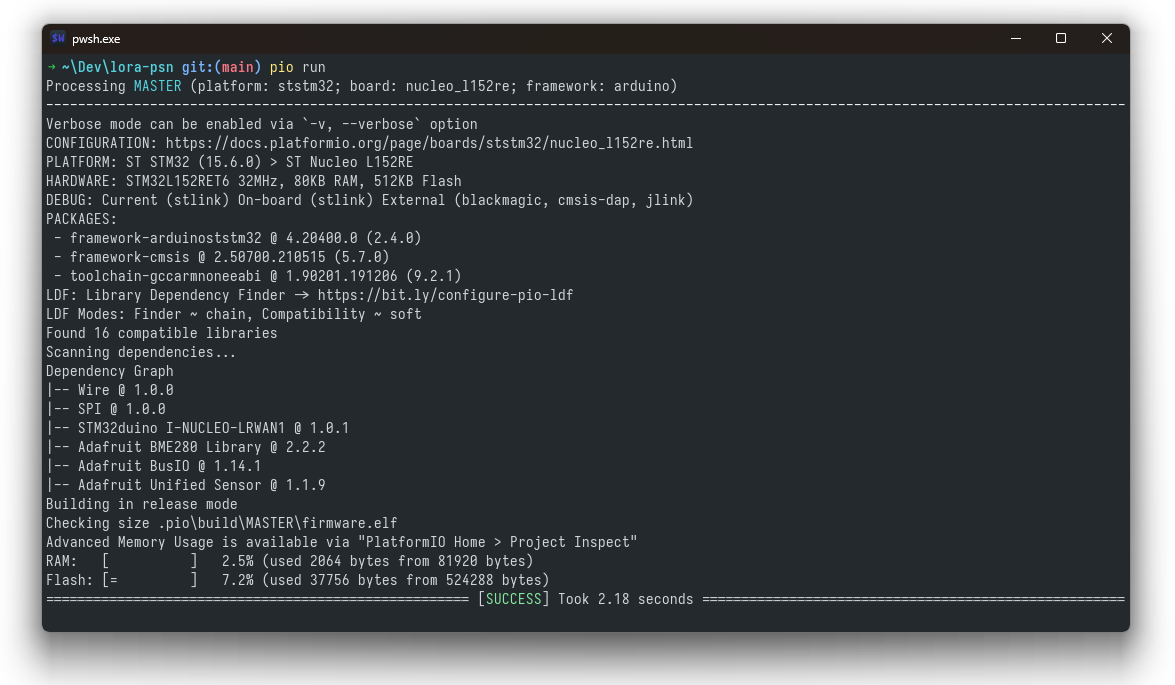 $W pwsh.exe
➜ ~\Dev\lora-psn git:(main) pio run
Processing MASTER (platform: ststm32; board: nucleo_l152re; framework: arduino)
---------------------------------------------------------------------------------------------------------------------------------------
Verbose mode can be enabled via `-v, --verbose` option
CONFIGURATION: https://docs.platformio.org/page/boards/ststm32/nucleo_l152re.html
PLATFORM: ST STM32 (15.6.0) > ST Nucleo L152RE
HARDWARE: STM32L152RET6 32MHz, 80KB RAM, 512KB Flash
DEBUG: Current (stlink) On-board (stlink) External (blackmagic, cmsis-dap, jlink)
PACKAGES:
 - framework-arduinoststm32 @ 4.20400.0 (2.4.0)
 - framework-cmsis @ 2.50700.210515 (5.7.0)
 - toolchain-gccarmnoneeabi @ 1.90201.191206 (9.2.1)
LDF: Library Dependency Finder -> https://bit.ly/configure-pio-ldf
LDF Modes: Finder ~ chain, Compatibility ~ soft
Found 16 compatible libraries
Scanning dependencies...
Dependency Graph
|-- Wire @ 1.0.0
|-- SPI @ 1.0.0
|-- STM32duino I-NUCLEO-LRWAN1 @ 1.0.1
|-- Adafruit BME280 Library @ 2.2.2
|-- Adafruit BusIO @ 1.14.1
|-- Adafruit Unified Sensor @ 1.1.9
Building in release mode
Checking size .pio\build\MASTER\firmware.elf
Advanced Memory Usage is available via "PlatformIO Home > Project Inspect"
RAM:   [          ]   2.5% (used 2064 bytes from 81920 bytes)
Flash: [=         ]   7.2% (used 37756 bytes from 524288 bytes)
===================================================== [SUCCESS] Took 2.18 seconds =====================================================